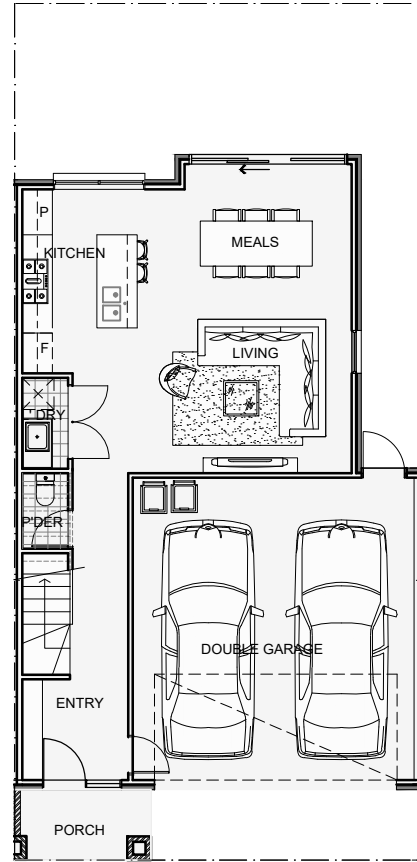 P
KITCHEN
MEALS
F
LIVING
DRY
P'DER
DOUBLE GARAGE
ENTRY
PORCH